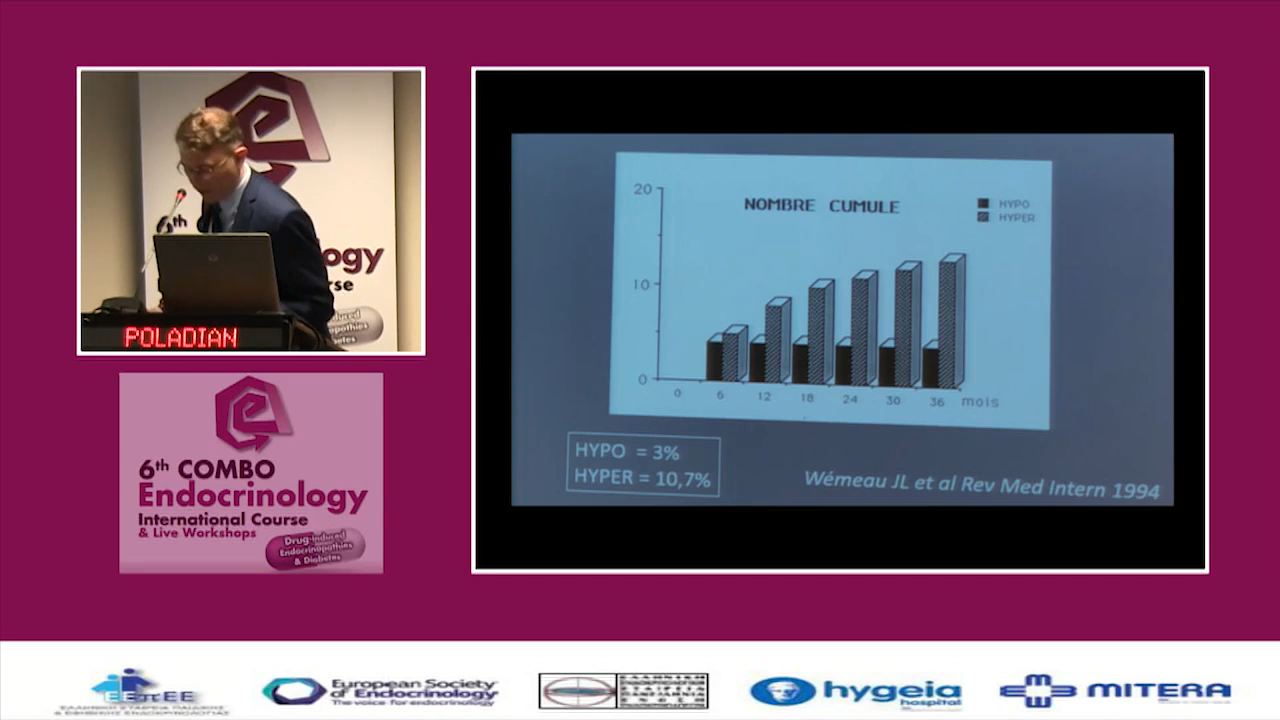 6th
ogy
rse
POLADIAN
6th COMBO
Endocrinology
International Course
& Live Workshops
Drug-induced
Endocrinopathies
& Diabetes
20
10
0
NOMBRE CUMULE
HYPO
HYPER
0 6 12 18 24 30 36 mois
HYPO = 3%
HYPER = 10,7%
Wémeau JL et al Rev Med Intern 1994
ΕΕπΕΕ
European Society
of Endocrinology
The voice for endocrinology
hygeia
hospital
MITERA